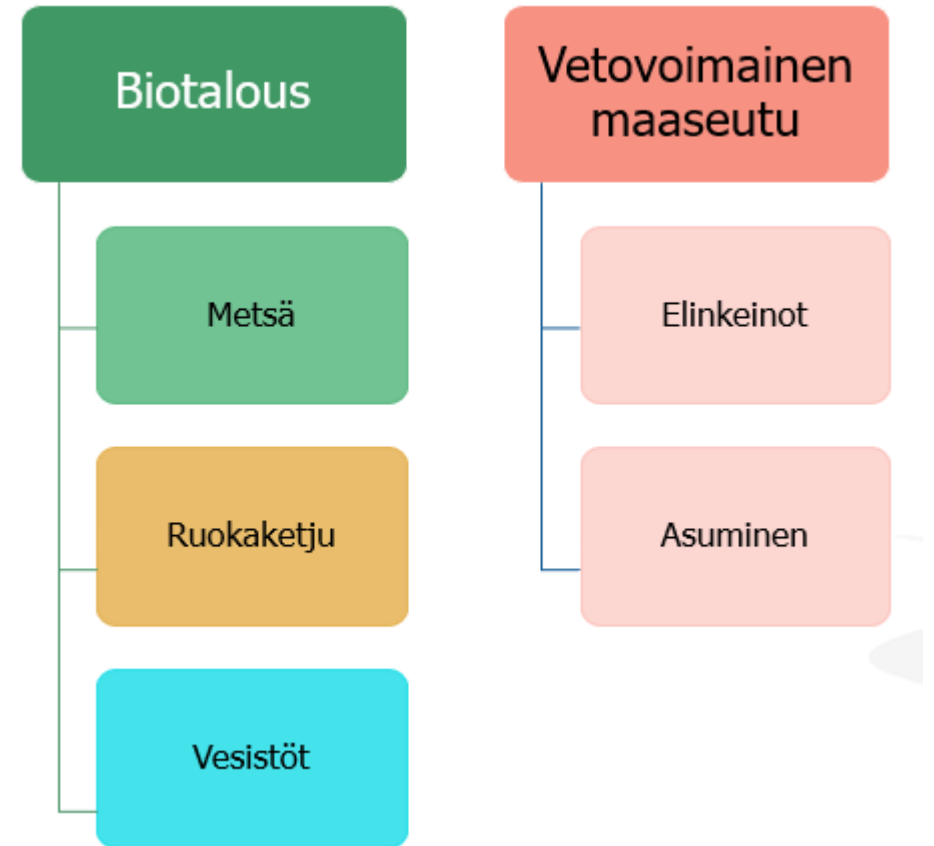 Biotalous
Metsä
Ruokaketju
Vesistöt
Vetovoimainen
maaseutu
Elinkeinot
Asuminen